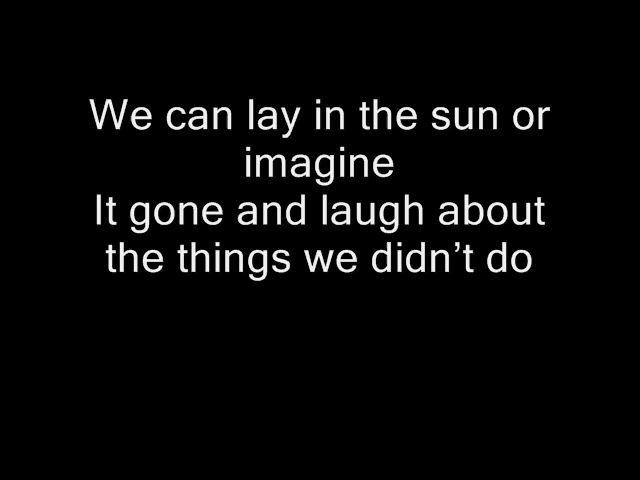 We can lay in the sun or
imagine
It gone and laugh about
the things we didn’t do